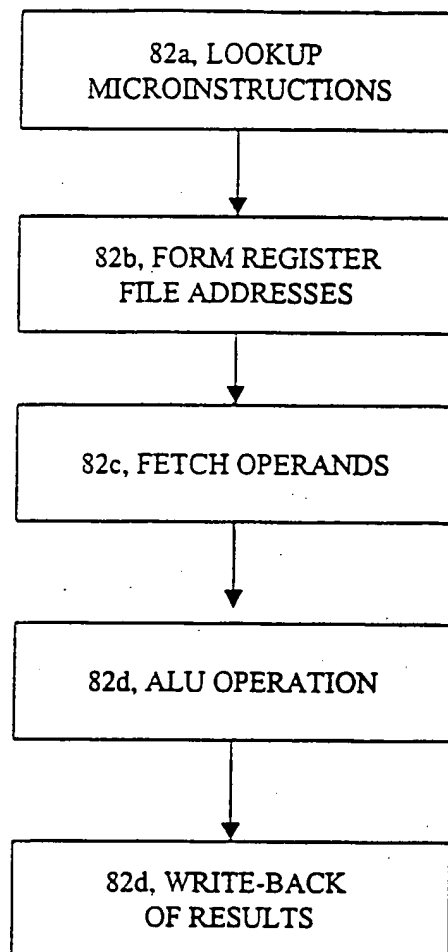 82a, LOOKUP
MICROINSTRUCTIONS
82b, FORM REGISTER
FILE ADDRESSES
82c, FETCH OPERANDS
82d, ALU OPERATION
82d, WRITE-BACK
OF RESULTS